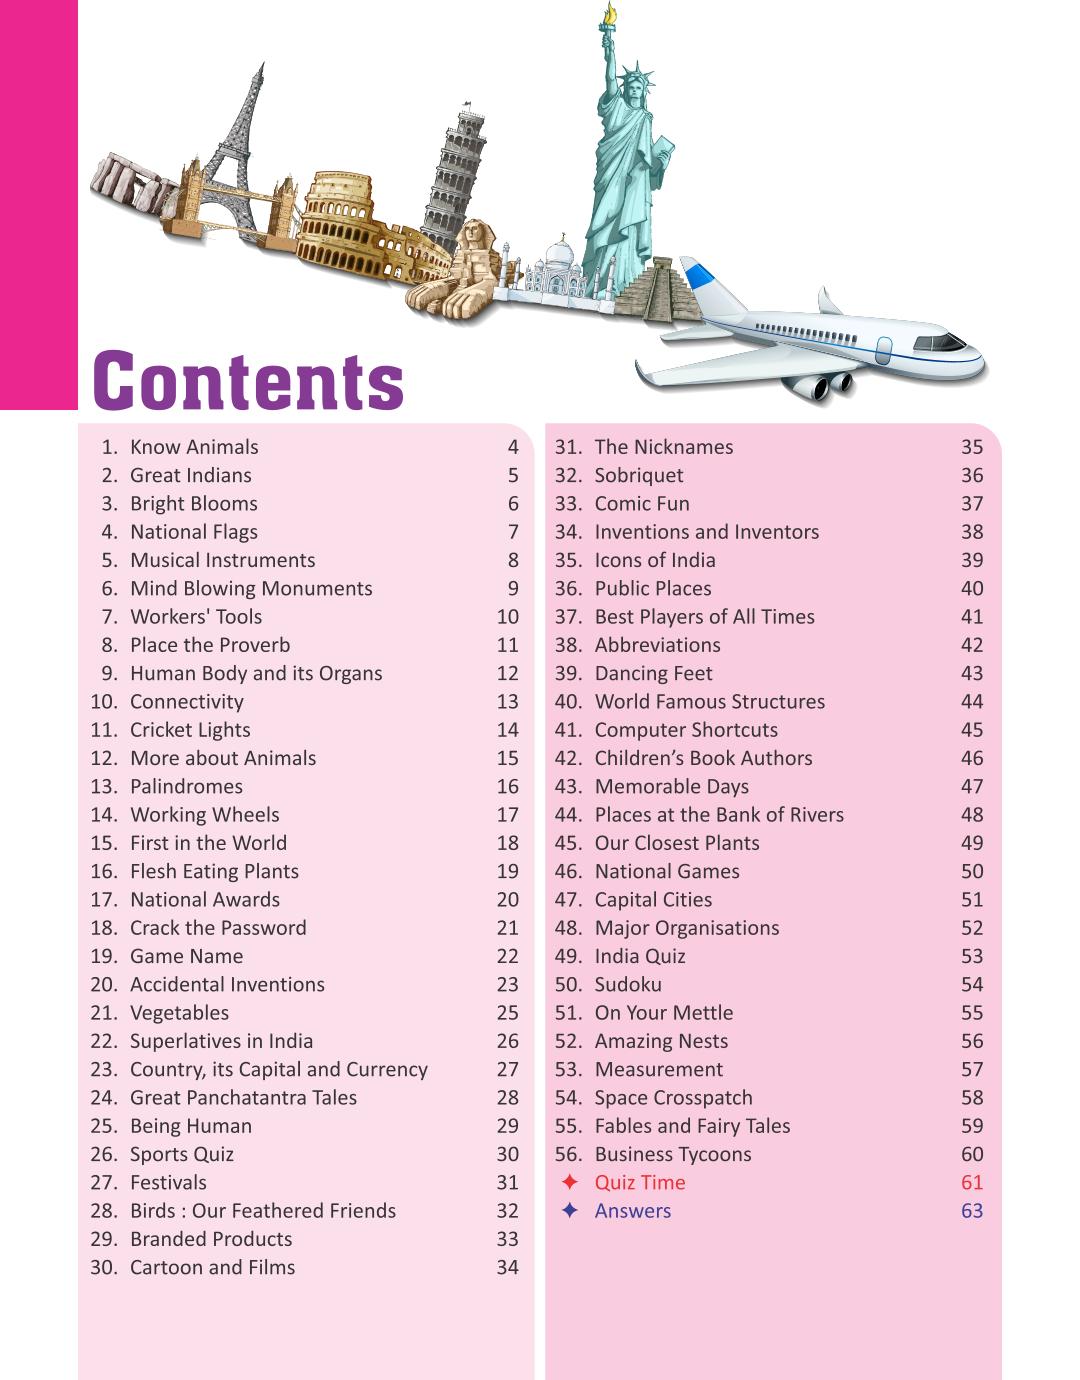 Contents
1. Know Animals 4
2. Great Indians 5
3. Bright Blooms 6
4. National Flags 7
5. Musical Instruments 8
6. Mind Blowing Monuments 9
7. Workers' Tools 10
8. Place the Proverb 11
9. Human Body and its Organs 12
10. Connectivity 13
11. Cricket Lights 14
12. More about Animals 15
13. Palindromes 16
14. Working Wheels 17
15. First in the World 18
16. Flesh Eating Plants 19
17. National Awards 20
18. Crack the Password 21
19. Game Name 22
20. Accidental Inventions 23
21. Vegetables 25
22. Superlatives in India 26
23. Country, its Capital and Currency 27
24. Great Panchatantra Tales 28
25. Being Human 29
26. Sports Quiz 30
27. Festivals 31
28. Birds : Our Feathered Friends 32
29. Branded Products 33
30. Cartoon and Films 34
31. The Nicknames 35
32. Sobriquet 36
33. Comic Fun 37
34. Inventions and Inventors 38
35. Icons of India 39
36. Public Places 40
37. Best Players of All Times 41
38. Abbreviations 42
39. Dancing Feet 43
40. World Famous Structures 44
41. Computer Shortcuts 45
42. Children’s Book Authors 46
43. Memorable Days 47
44. Places at the Bank of Rivers 48
45. Our Closest Plants 49
46. National Games 50
47. Capital Cities 51
48. Major Organisations 52
49. India Quiz 53
50. Sudoku 54
51. On Your Mettle 55
52. Amazing Nests 56
53. Measurement 57
54. Space Crosspatch 58
55. Fables and Fairy Tales 59
56. Business Tycoons 60
✦ Quiz Time 61
✦ Answers 63